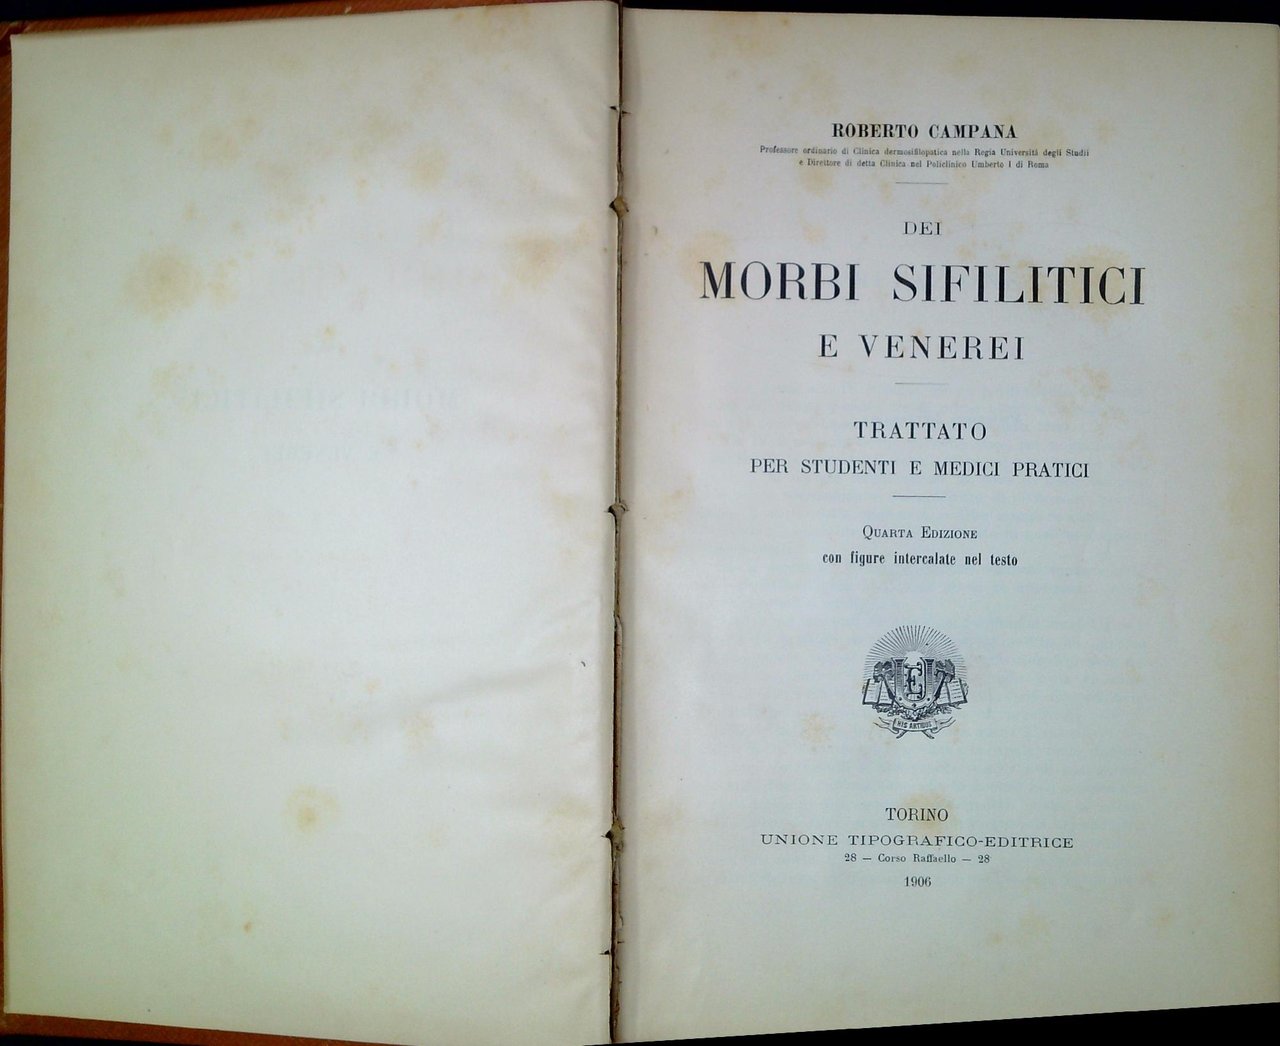 ROBERTO CAMPANA
Professore ordinario di Clinica dermosifilopatica nella Regia Università degli Studii
e Direttore di detta Clinica nel Policlinico Umberto I di Roma
DEI
MORBI SIFILITICI
E VENEREI
TRATTATO
PER STUDENTI E MEDICI PRATICI
QUARTA EDIZIONE
con figure intercalate nel testo
HIS ARTIBUS
TORINO
UNIONE TIPOGRAFICO-EDITRICE
28 — Corso Raffaello — 28
1906